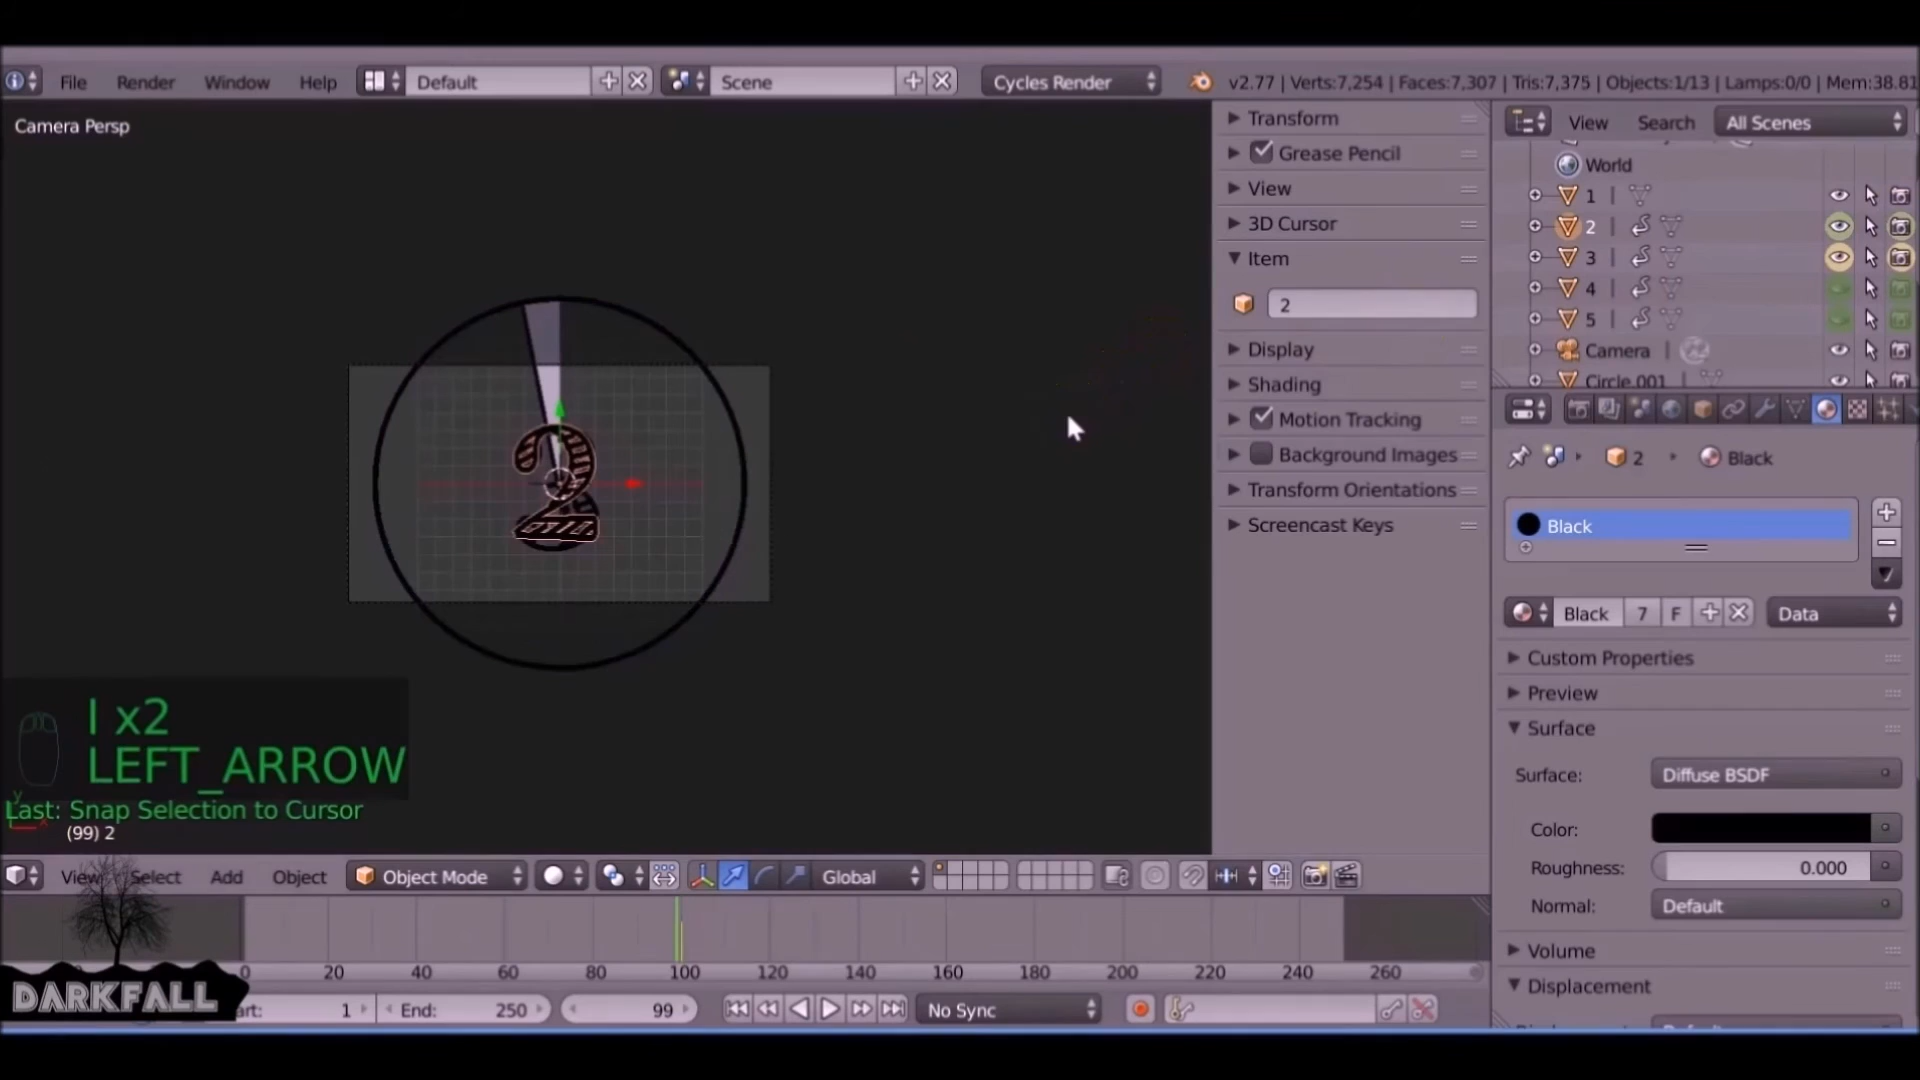 File Render Window Help Default Scene Cycles Render v2.77 | Verts:7,254 | Faces:7,307 | Tris:7,375 | Objects:1/13 | Lamps:0/0 | Mem:38.81
Camera Persp
Transform
Grease Pencil
View
3D Cursor
Item
2
Display
Shading
Motion Tracking
Background Images
Transform Orientations
Screencast Keys
View Search All Scenes
World
1
2
3
4
5
Camera
Circle.001
2 Black
Black
Black 7 F Data
Custom Properties
Preview
Surface
Surface: Diffuse BSDF
Color:
Roughness: 0.000
Normal: Default
Volume
Displacement
2
I x2
LEFT_ARROW
Last: Snap Selection to Cursor
(99) 2
View Select Add Object Object Mode Global
0 20 40 60 80 100 120 140 160 180 200 220 240 260
DARKFALL
1 End: 250 99 No Sync